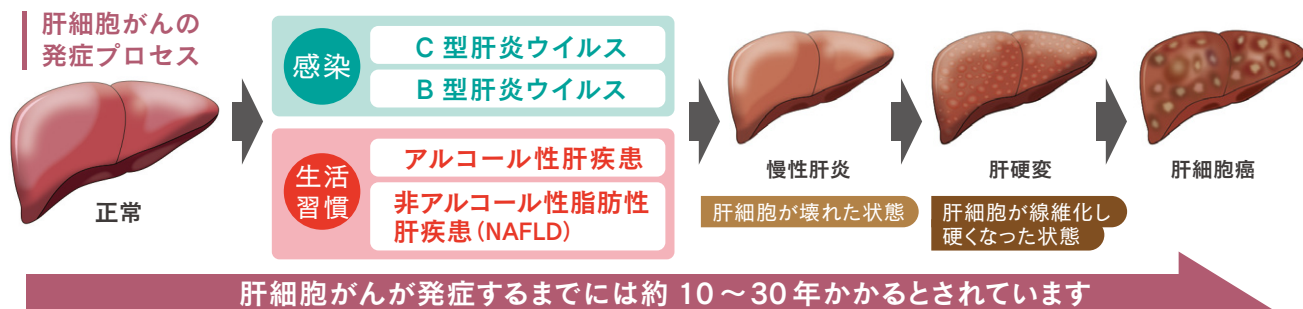 肝細胞がんの
発症プロセス
正常
感染
C型肝炎ウイルス
B型肝炎ウイルス
生活
習慣
アルコール性肝疾患
非アルコール性脂肪性
肝疾患(NAFLD)
慢性肝炎
肝細胞が壊れた状態
肝硬変
肝細胞が線維化し
硬くなった状態
肝細胞癌
肝細胞がんが発症するまでには約 10～30年かかるとされています